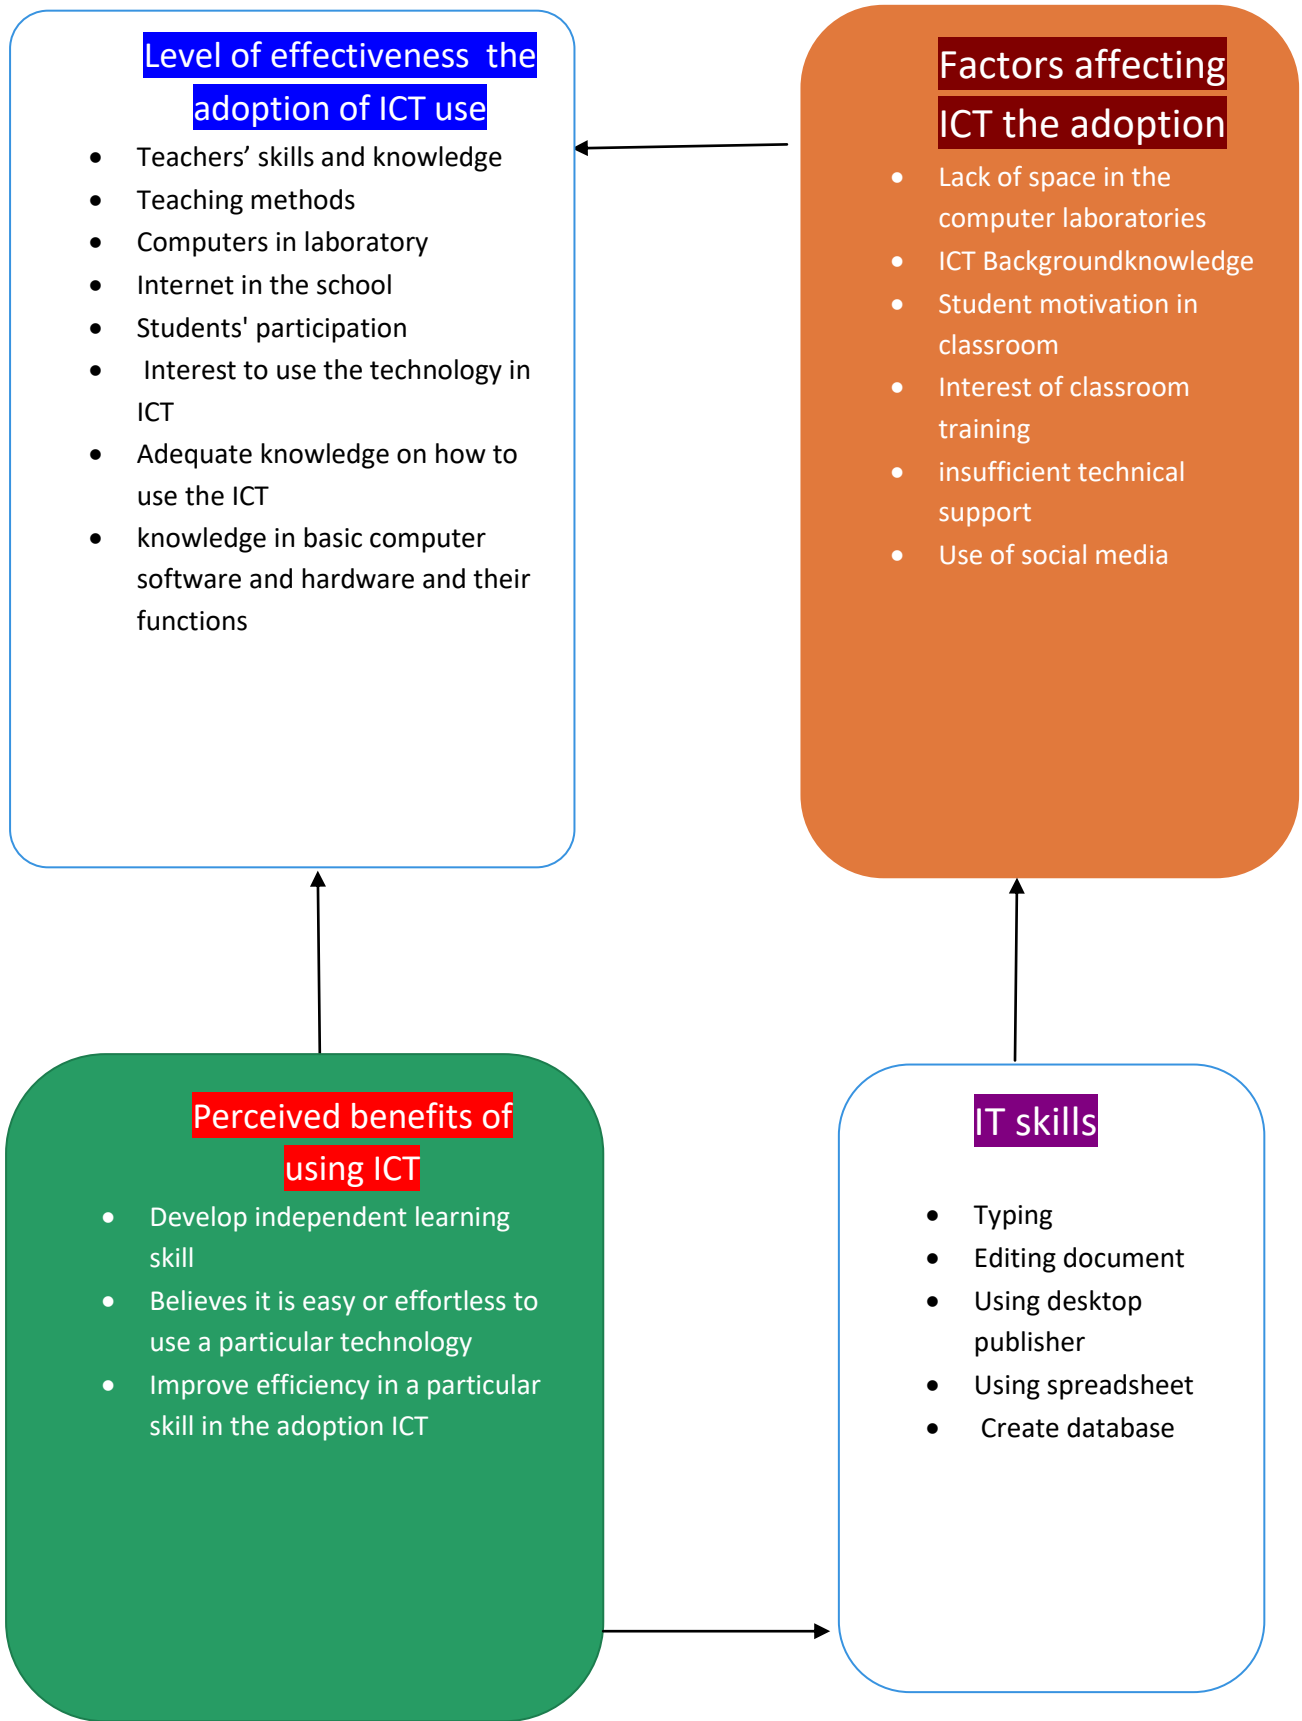 Level of effectiveness  the
adoption of ICT use
• Teachers’ skills and knowledge
• Teaching methods
• Computers in laboratory
• Internet in the school
• Students' participation
• Interest to use the technology in
ICT
• Adequate knowledge on how to
use the ICT
• knowledge in basic computer
software and hardware and their
functions
Factors affecting
ICT the adoption
• Lack of space in the
computer laboratories
• ICT Backgroundknowledge
• Student motivation in
classroom
• Interest of classroom
training
• insufficient technical
support
• Use of social media
Perceived benefits of
using ICT
• Develop independent learning
skill
• Believes it is easy or effortless to
use a particular technology
• Improve efficiency in a particular
skill in the adoption ICT
IT skills
• Typing
• Editing document
• Using desktop
publisher
• Using spreadsheet
• Create database